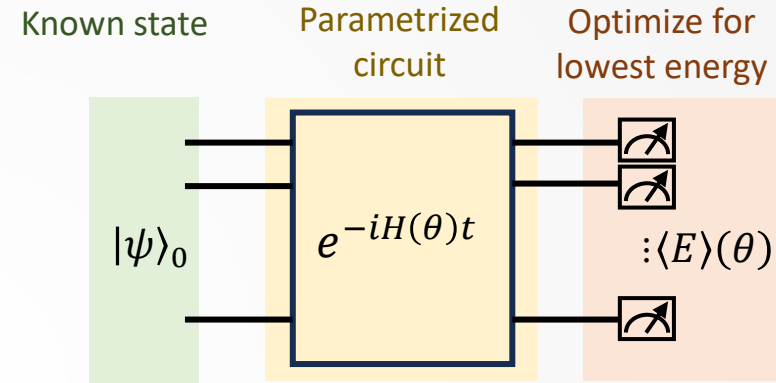 Known state
Parametrized
circuit
Optimize for
lowest energy
|ψ⟩₀
e^{-iH(θ)t}
⋮⟨E⟩(θ)